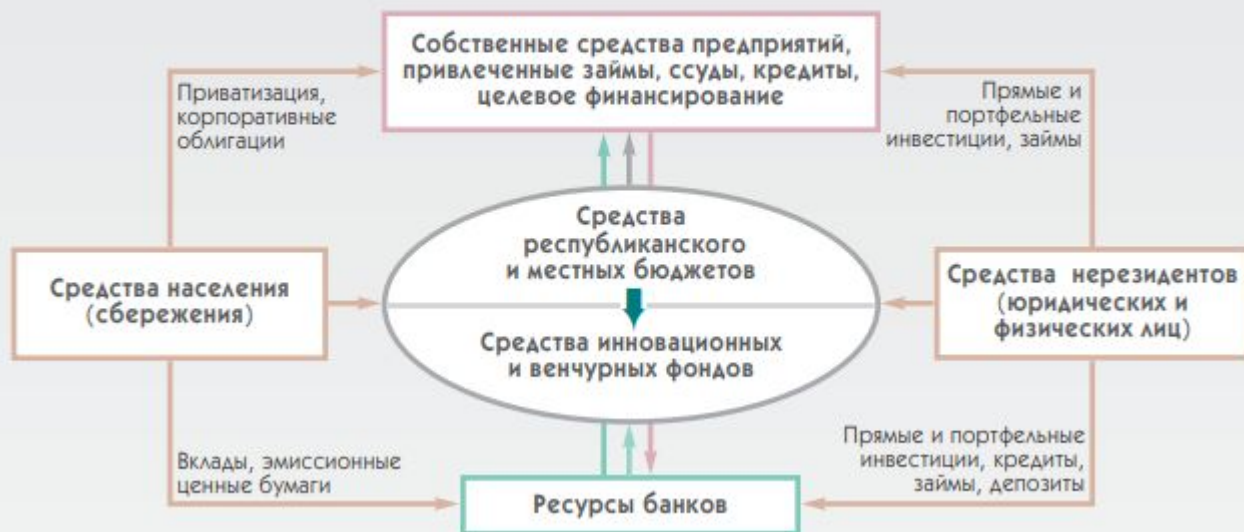 Собственные средства предприятий,
привлеченные займы, ссуды, кредиты,
целевое финансирование
Приватизация,
корпоративные
облигации
Прямые и
портфельные
инвестиции, займы
Средства
республиканского
и местных бюджетов
Средства населения
(сбережения)
Средства нерезидентов
(юридических и
физических лиц)
Средства инновационных
и венчурных фондов
Вклады, эмиссионные
ценные бумаги
Прямые и портфельные
инвестиции, кредиты,
займы, депозиты
Ресурсы банков